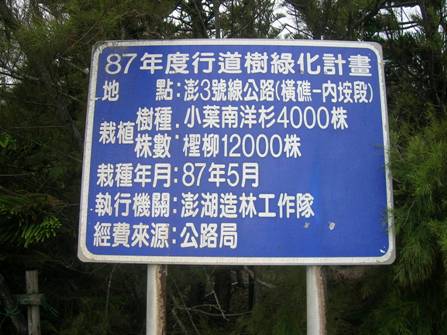 87年度行道樹綠化計畫
地　點:澎3號線公路(橫礁-內垵段)
栽植樹種.株數:小葉南洋杉4000株
檉柳12000株
栽種年月:87年5月
執行機關:澎湖造林工作隊
經費來源:公路局